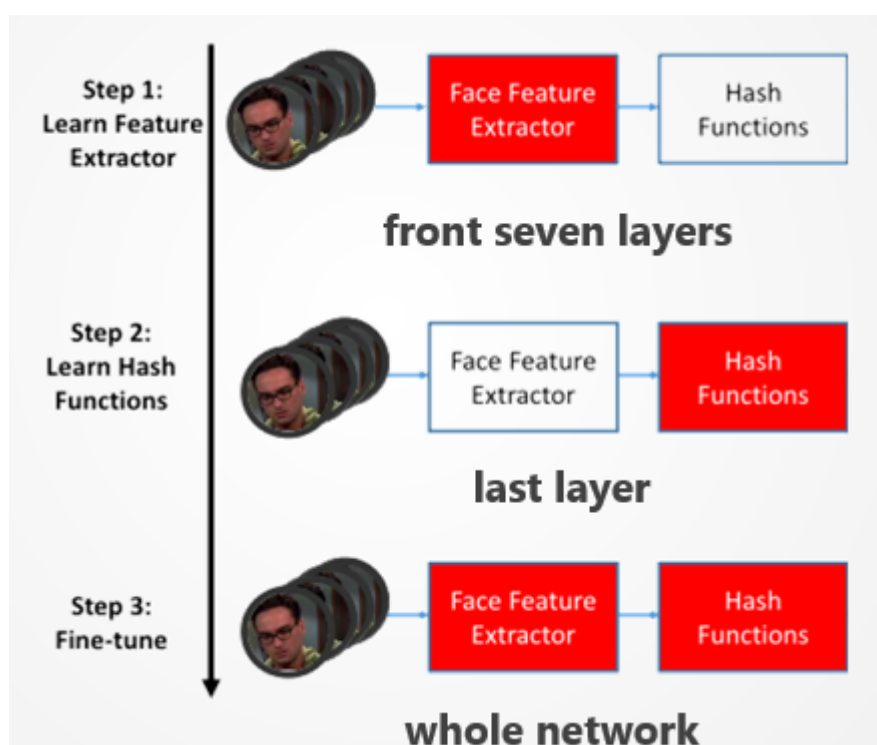 Step 1:
Learn Feature
Extractor
Face Feature
Extractor
Hash
Functions
front seven layers
Step 2:
Learn Hash
Functions
Face Feature
Extractor
Hash
Functions
last layer
Step 3:
Fine-tune
Face Feature
Extractor
Hash
Functions
whole network